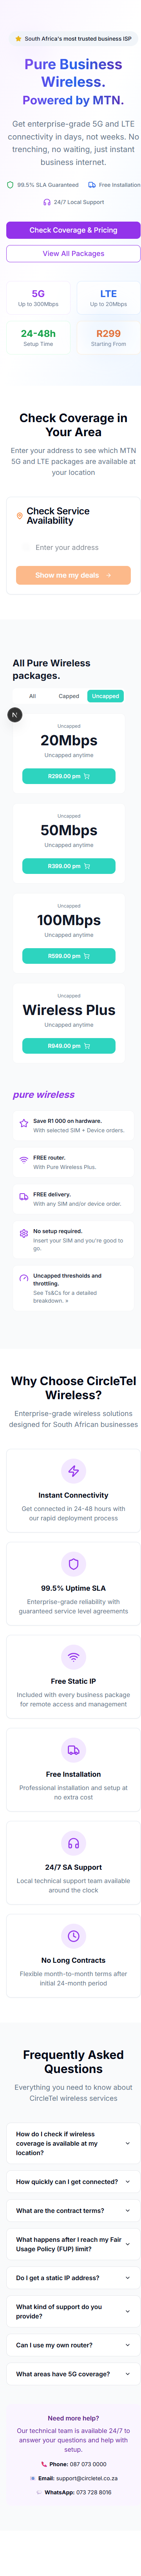 South Africa's most trusted business ISP
Pure Business
Wireless.
Powered by MTN.
Get enterprise-grade 5G and LTE
connectivity in days, not weeks. No
trenching, no waiting, just instant
business internet.
99.5% SLA Guaranteed
Free Installation
24/7 Local Support
Check Coverage & Pricing
View All Packages
5G
Up to 300Mbps
LTE
Up to 20Mbps
24-48h
Setup Time
R299
Starting From
Check Coverage in
Your Area
Enter your address to see which MTN
5G and LTE packages are available at
your location
Check Service
Availability
Enter your address
Show me my deals →
All Pure Wireless
packages.
All
Capped
Uncapped
N
Uncapped
20Mbps
Uncapped anytime
R299.00 pm
Uncapped
50Mbps
Uncapped anytime
R399.00 pm
Uncapped
100Mbps
Uncapped anytime
R599.00 pm
Uncapped
Wireless Plus
Uncapped anytime
R949.00 pm
pure wireless
Save R1 000 on hardware.
With selected SIM + Device orders.
FREE router.
With Pure Wireless Plus.
FREE delivery.
With any SIM and/or device order.
No setup required.
Insert your SIM and you're good to
go.
Uncapped thresholds and
throttling.
See Ts&Cs for a detailed
breakdown. »
Why Choose CircleTel
Wireless?
Enterprise-grade wireless solutions
designed for South African businesses
Instant Connectivity
Get connected in 24-48 hours with
our rapid deployment process
99.5% Uptime SLA
Enterprise-grade reliability with
guaranteed service level agreements
Free Static IP
Included with every business package
for remote access and management
Free Installation
Professional installation and setup at
no extra cost
24/7 SA Support
Local technical support team available
around the clock
No Long Contracts
Flexible month-to-month terms after
initial 24-month period
Frequently Asked
Questions
Everything you need to know about
CircleTel wireless services
How do I check if wireless
coverage is available at my
location?
How quickly can I get connected?
What are the contract terms?
What happens after I reach my Fair
Usage Policy (FUP) limit?
Do I get a static IP address?
What kind of support do you
provide?
Can I use my own router?
What areas have 5G coverage?
Need more help?
Our technical team is available 24/7 to
answer your questions and help with
setup.
Phone: 087 073 0000
Email: support@circletel.co.za
WhatsApp: 073 728 8016